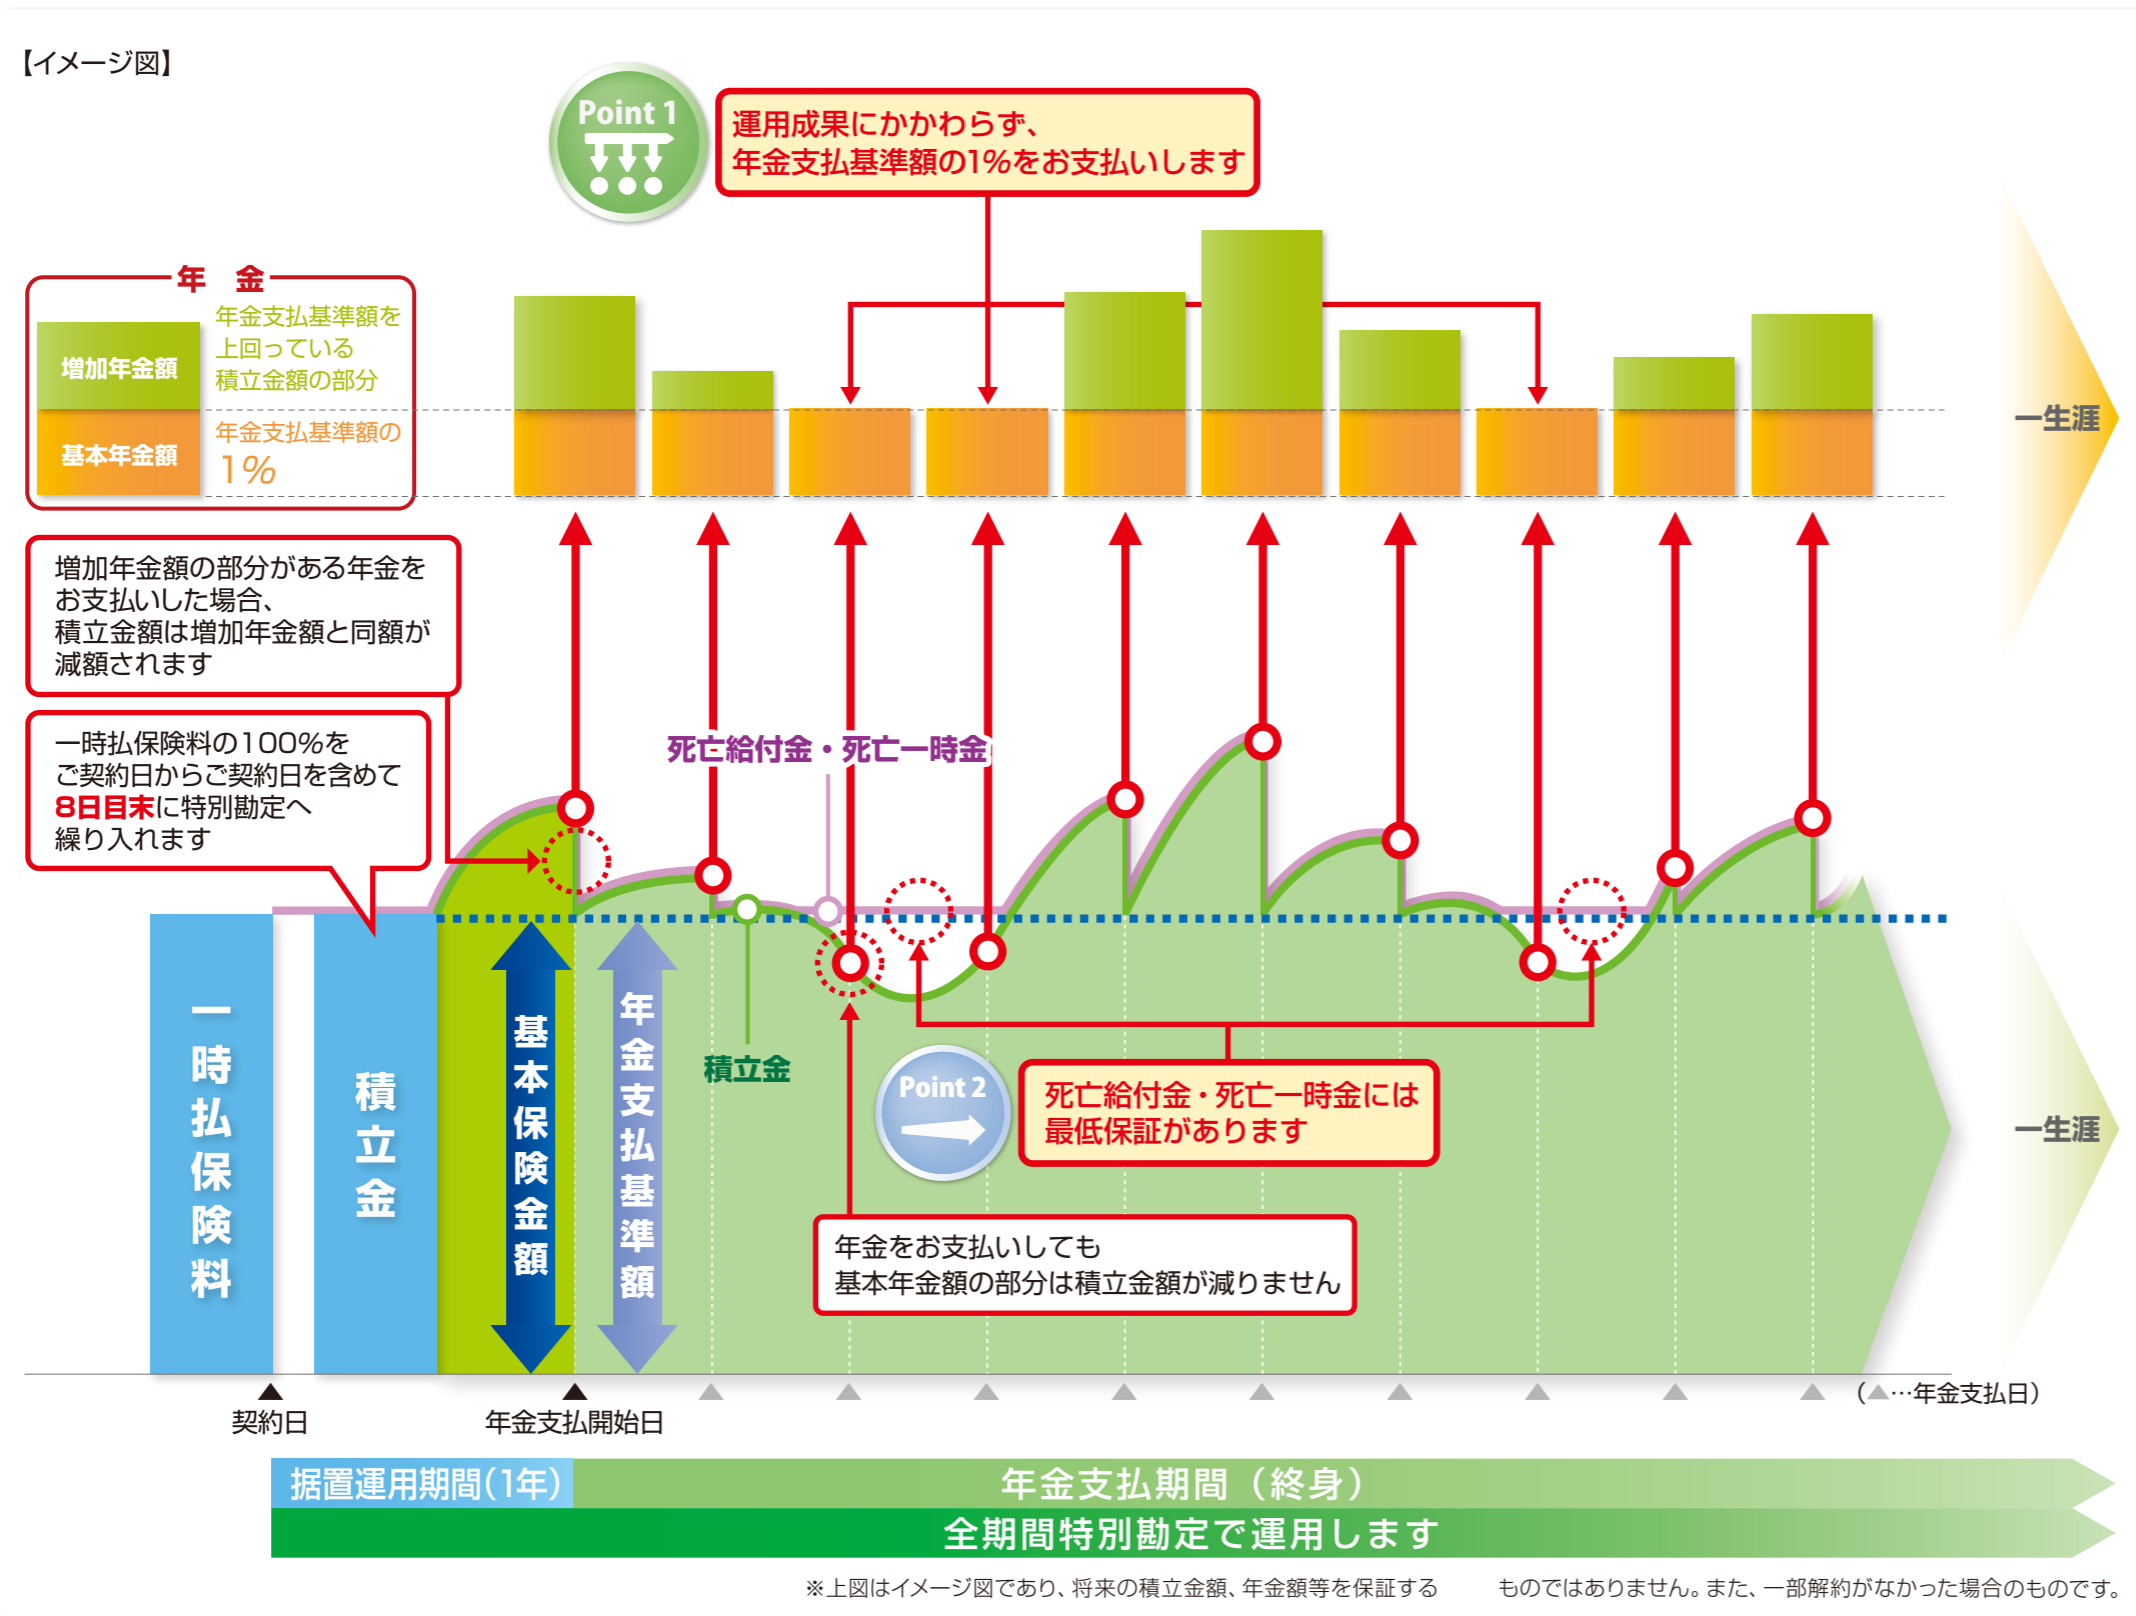 【イメージ図】
Point 1
運用成果にかかわらず、
年金支払基準額の1%をお支払いします
年 金
増加年金額
年金支払基準額を
上回っている
積立金額の部分
基本年金額
年金支払基準額の
1%
一生涯
増加年金額の部分がある年金を
お支払いした場合、
積立金額は増加年金額と同額が
減額されます
一時払保険料の100%を
ご契約日からご契約日を含めて
8日目末に特別勘定へ
繰り入れます
死亡給付金・死亡一時金
一時払保険料
積立金
基本保険金額
年金支払基準額
積立金
Point 2
死亡給付金・死亡一時金には
最低保証があります
年金をお支払いしても
基本年金額の部分は積立金額が減りません
一生涯
契約日
年金支払開始日
(▲…年金支払日)
据置運用期間(1年)
年金支払期間(終身)
全期間特別勘定で運用します
※上図はイメージ図であり、将来の積立金額、年金額等を保証する ものではありません。また、一部解約がなかった場合のものです。